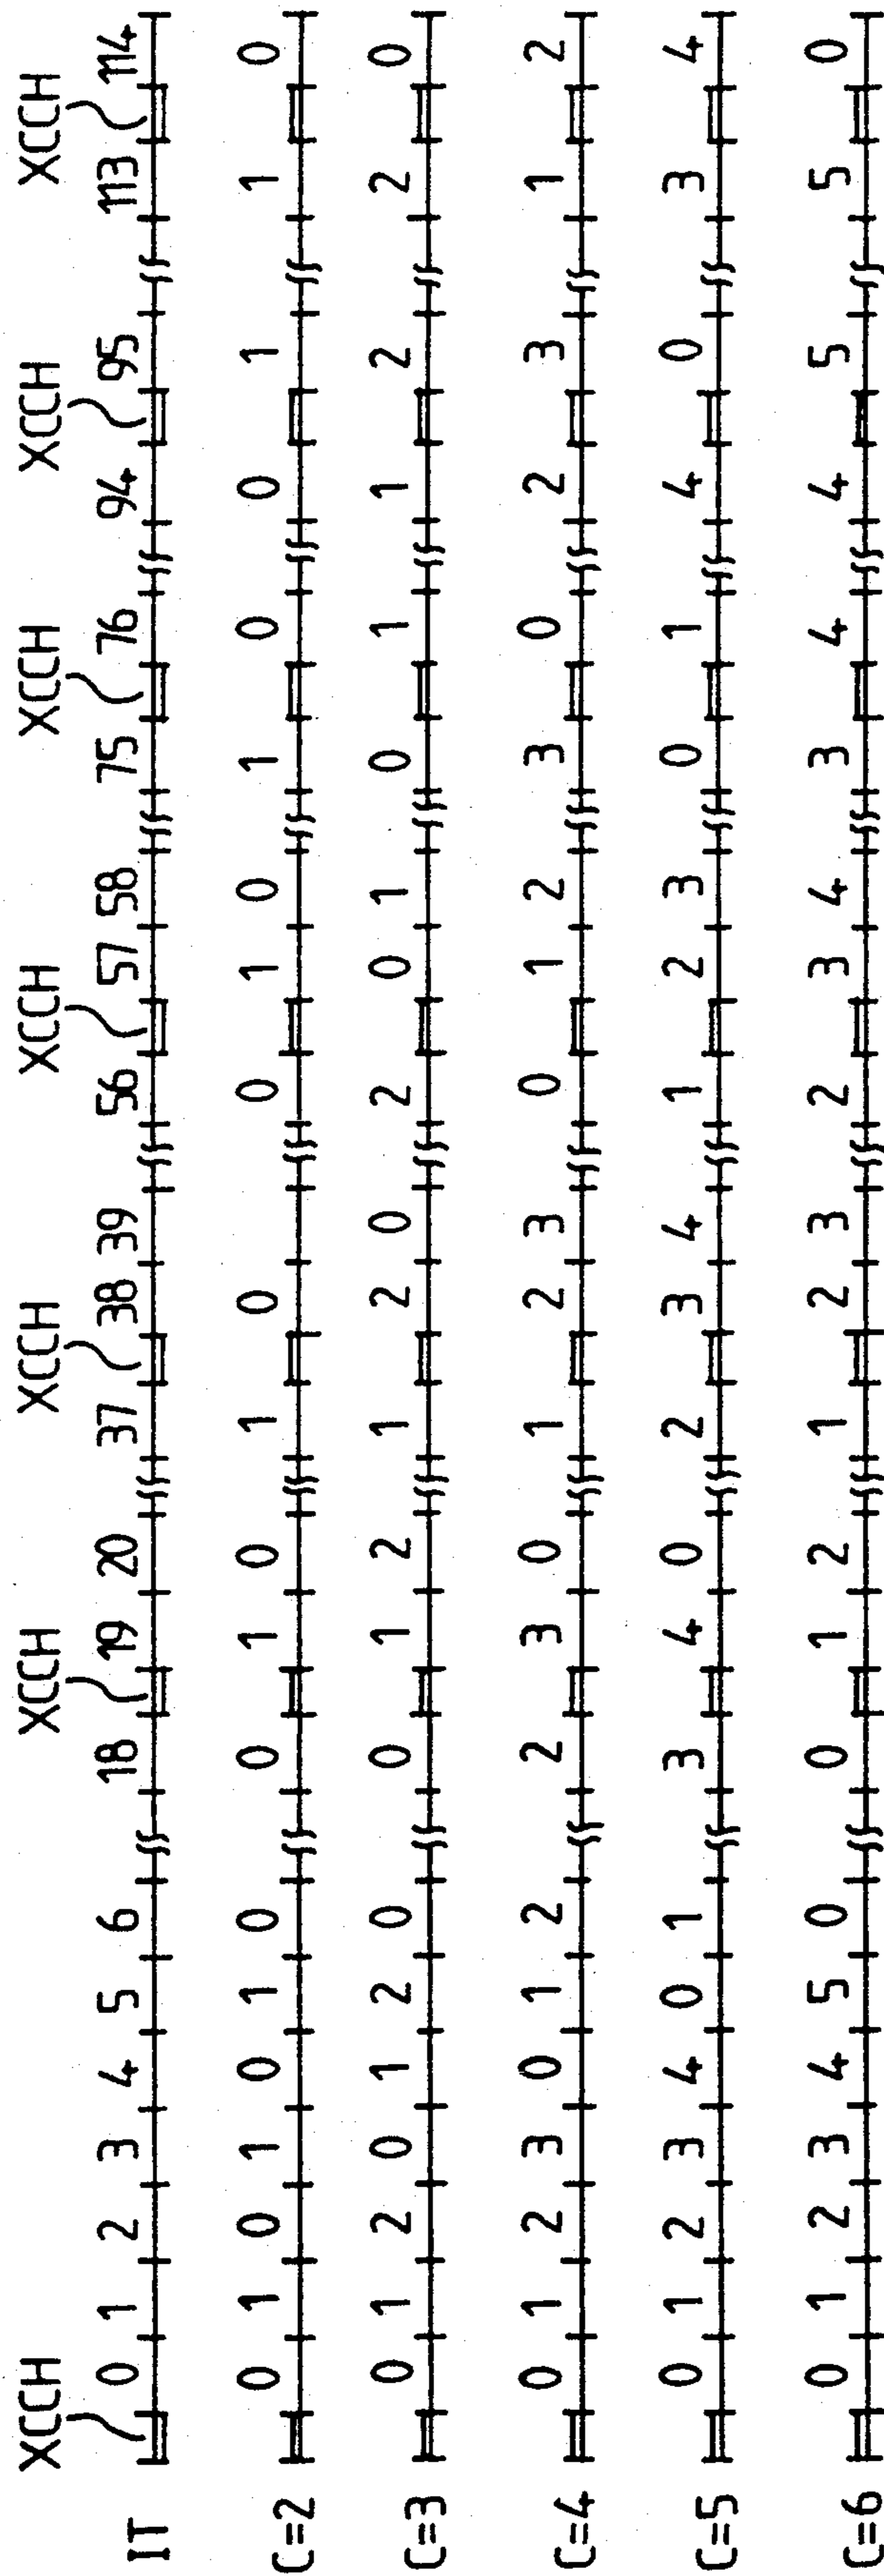 XCCH XCCH XCCH XCCH XCCH XCCH XCCH
IT 0 1 2 3 4 5 6 18 19 20 37 38 39 56 57 58 75 76 94 95 113 114
C=2 0 1 0 1 0 1 0 0 1 0 1 0 0 1 0 1 0 0 1 1 0
C=3 0 1 2 0 1 2 0 0 1 2 1 2 0 2 0 1 0 1 1 2 2 0
C=4 0 1 2 3 0 1 2 2 3 0 1 2 3 0 1 2 3 0 2 3 1 2
C=5 0 1 2 3 4 0 1 3 4 0 2 3 4 1 2 3 0 1 4 0 3 4
C=6 0 1 2 3 4 5 0 0 1 2 1 2 3 2 3 4 3 4 4 5 5 0